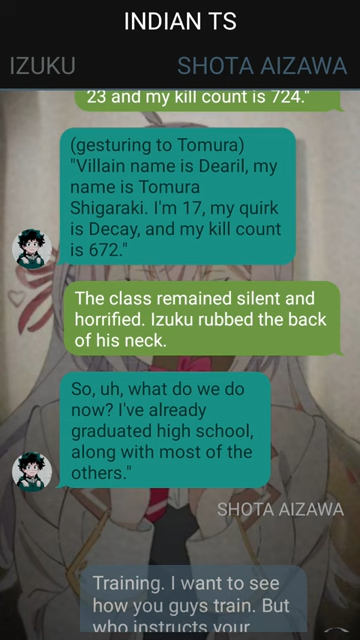 INDIAN TS
IZUKU
SHOTA AIZAWA
23 and my kill count is 724."
(gesturing to Tomura)
"Villain name is Dearil, my
name is Tomura
Shigaraki. I'm 17, my quirk
is Decay, and my kill count
is 672."
The class remained silent and
horrified. Izuku rubbed the back
of his neck.
So, uh, what do we do
now? I've already
graduated high school,
along with most of the
others."
SHOTA AIZAWA
Training. I want to see
how you guys train. But
who instructs your